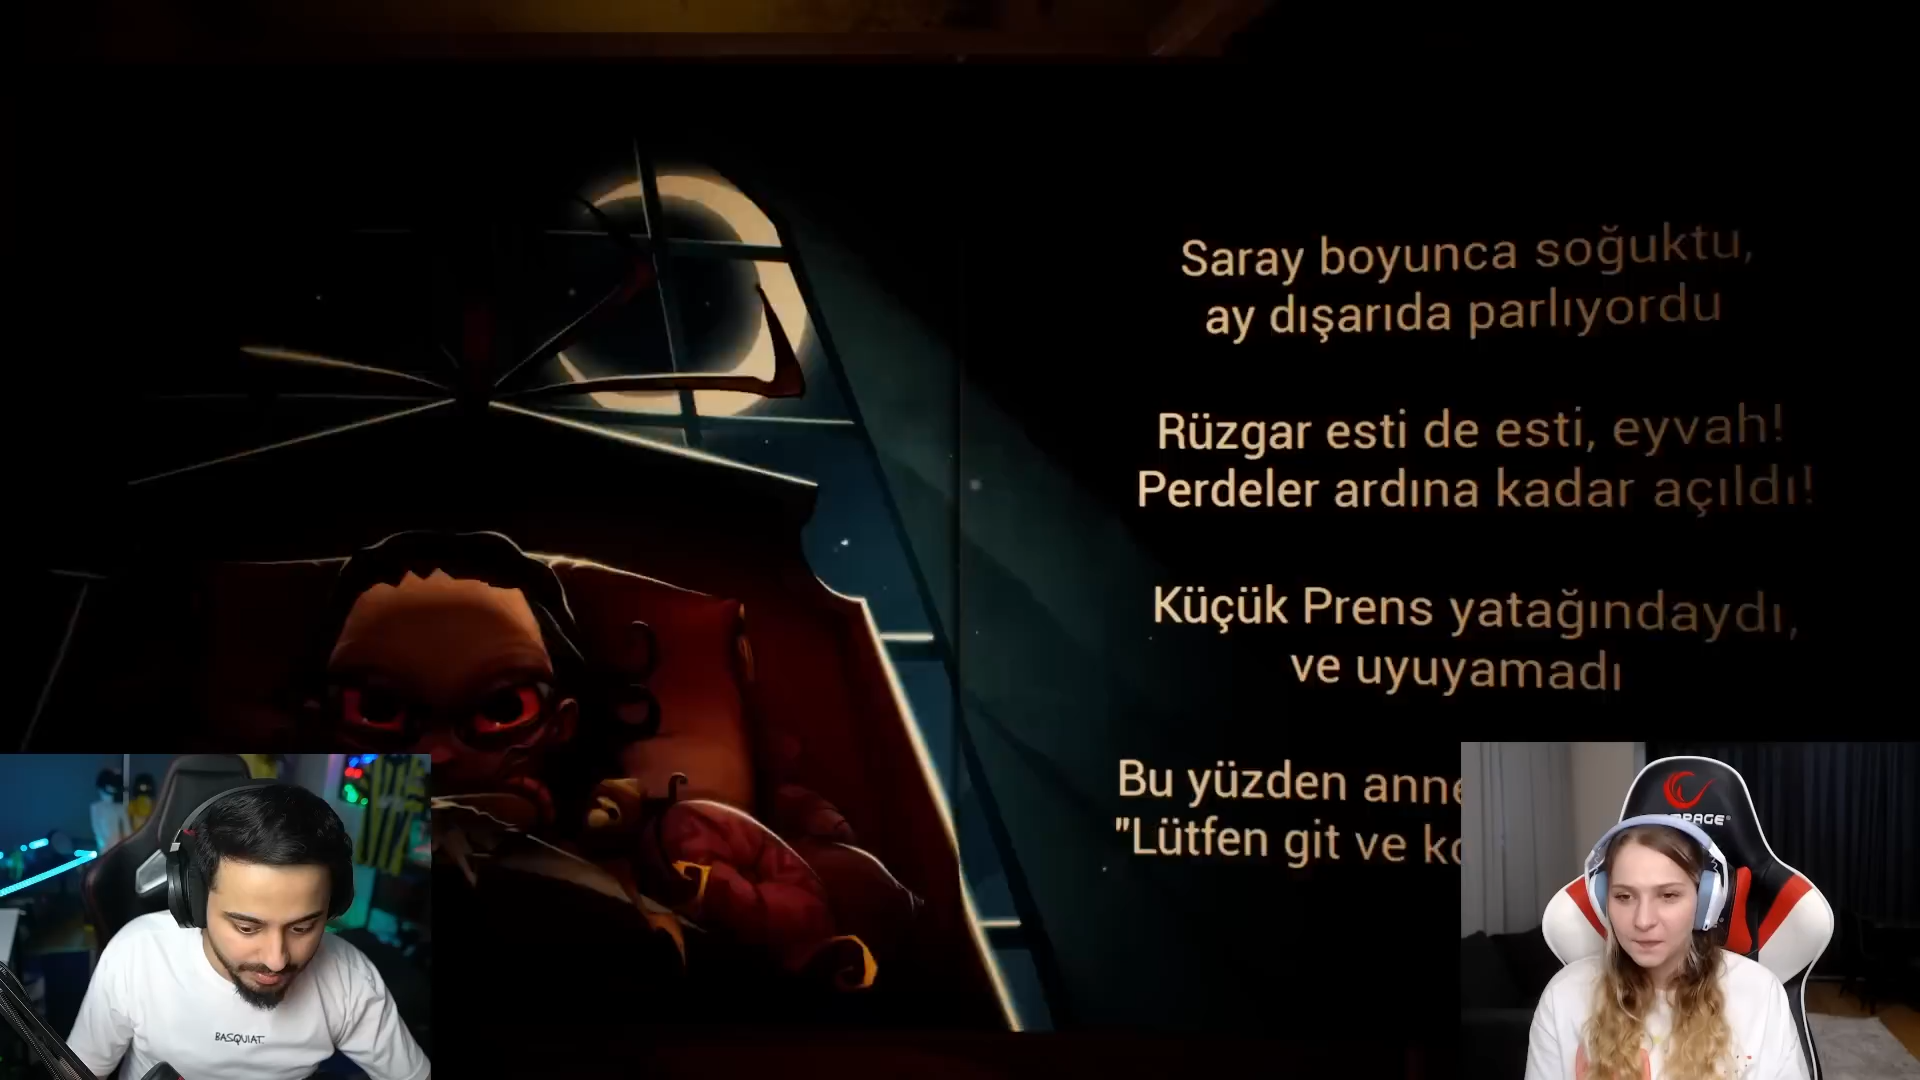 Saray boyunca soğuktu,
ay dışarıda parlıyordu
Rüzgar esti de esti, eyvah!
Perdeler ardına kadar açıldı!
Küçük Prens yatağındaydı,
ve uyuyamadı
Bu yüzden
"Lütfen git ve
BASQUIAT